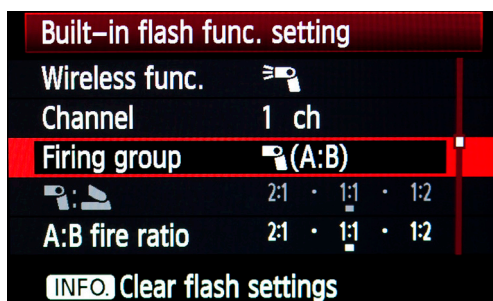 Built-in flash func. setting
Wireless func.
Channel 1 ch
Firing group (A:B)
: 2:1 · 1:1 · 1:2
A:B fire ratio 2:1 · 1:1 · 1:2
INFO. Clear flash settings